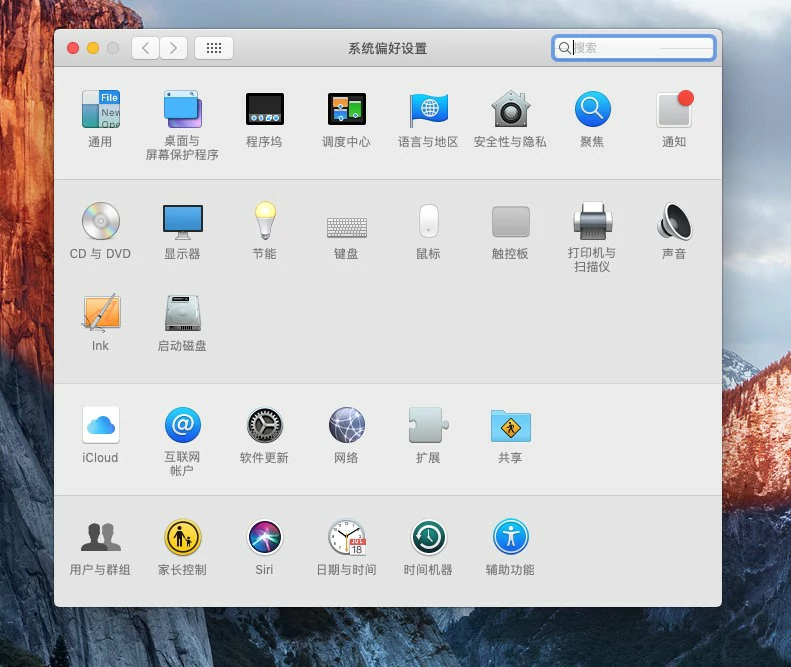 系统偏好设置
搜索
File
New
Ope
通用
桌面与
屏幕保护程序
程序坞
调度中心
语言与地区
安全性与隐私
聚焦
通知
CD 与 DVD
显示器
节能
键盘
鼠标
触控板
打印机与
扫描仪
声音
Ink
启动磁盘
iCloud
@
互联网
帐户
软件更新
网络
扩展
共享
用户与群组
家长控制
Siri
JUL
18
日期与时间
时间机器
辅助功能